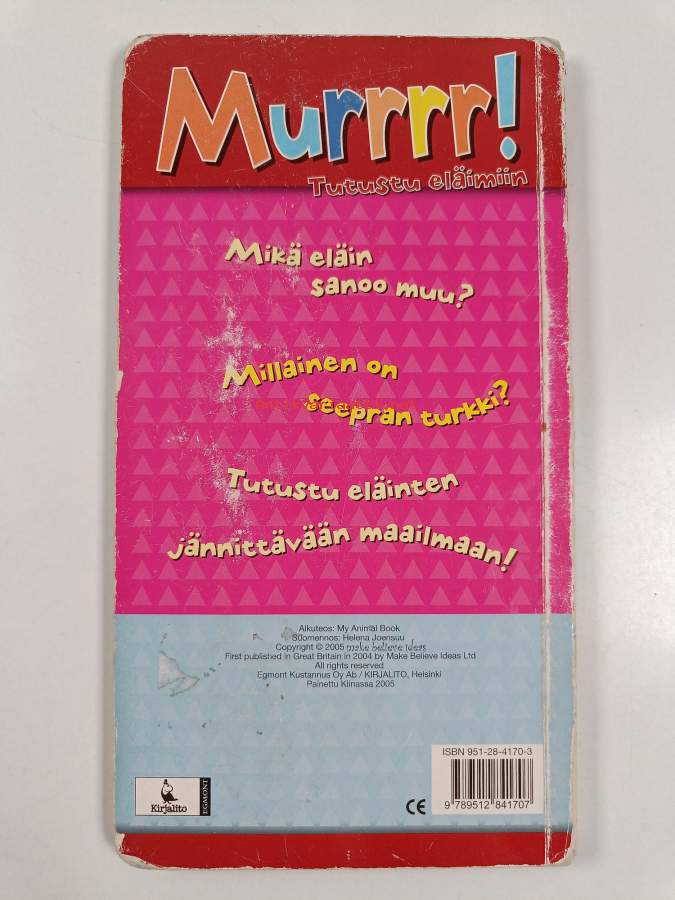 Murrrr!
Tutustu eläimiin
Mikä eläin
sanoo muu?
Millainen on
seepran turkki?
Tutustu eläinten
jännittävään maailmaan!
Alkuteos: My Animal Book
Suomennos: Helena Joensuu
Copyright © 2005 make believe ideas
First published in Great Britain in 2004 by Make Believe Ideas Ltd
All rights reserved
Egmont Kustannus Oy Ab / KIRJALITO, Helsinki
Painettu Kiinassa 2005
ISBN 951-28-4170-3
9 789512 841707
CE
Kirjalito
EGMONT